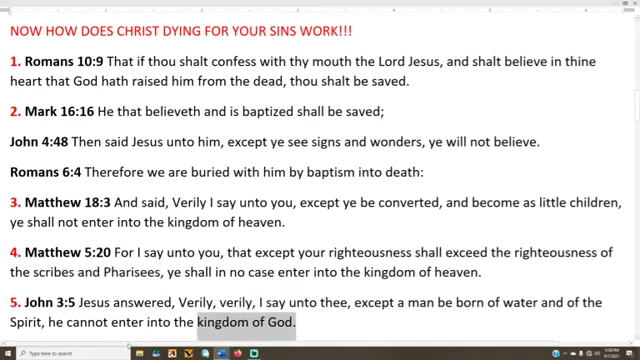 NOW HOW DOES CHRIST DYING FOR YOUR SINS WORK!!!
1. Romans 10:9 That if thou shalt confess with thy mouth the Lord Jesus, and shalt believe in thine
heart that God hath raised him from the dead, thou shalt be saved.
2. Mark 16:16 He that believeth and is baptized shall be saved;
John 4:48 Then said Jesus unto him, except ye see signs and wonders, ye will not believe.
Romans 6:4 Therefore we are buried with him by baptism into death:
3. Matthew 18:3 And said, Verily I say unto you, except ye be converted, and become as little children,
ye shall not enter into the kingdom of heaven.
4. Matthew 5:20 For I say unto you, that except your righteousness shall exceed the righteousness of
the scribes and Pharisees, ye shall in no case enter into the kingdom of heaven.
5. John 3:5 Jesus answered, Verily, verily, I say unto thee, except a man be born of water and of the
Spirit, he cannot enter into the kingdom of God.
Type here to search